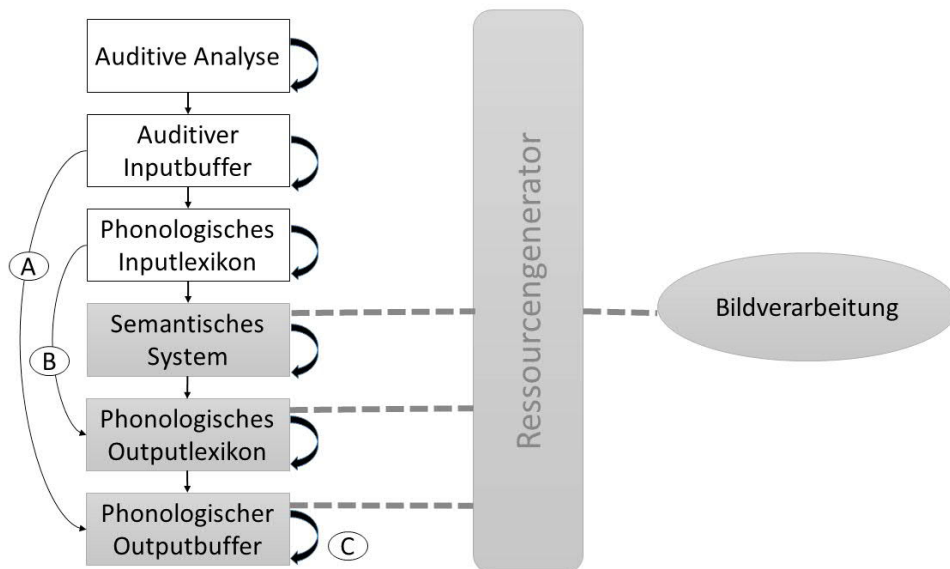 Auditive Analyse
Auditiver
Inputbuffer
Phonologisches
Inputlexikon
A
Semantisches
System
B
Phonologisches
Outputlexikon
Phonologischer
Outputbuffer
C
Ressourcengenerator
Bildverarbeitung